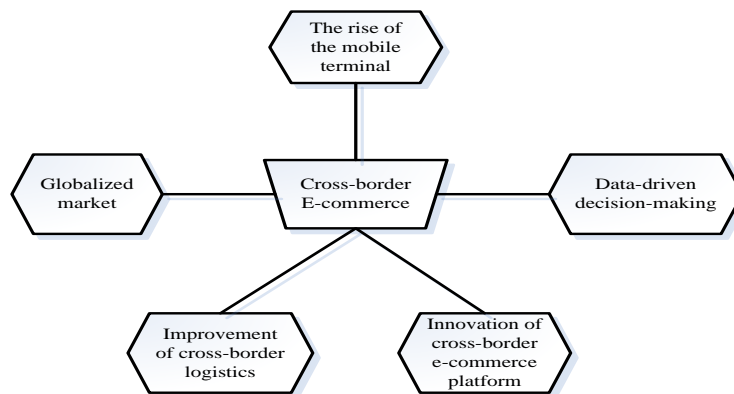 The rise of
the mobile
terminal
Globalized
market
Cross-border
E-commerce
Data-driven
decision-making
Improvement
of cross-border
logistics
Innovation of
cross-border
e-commerce
platform